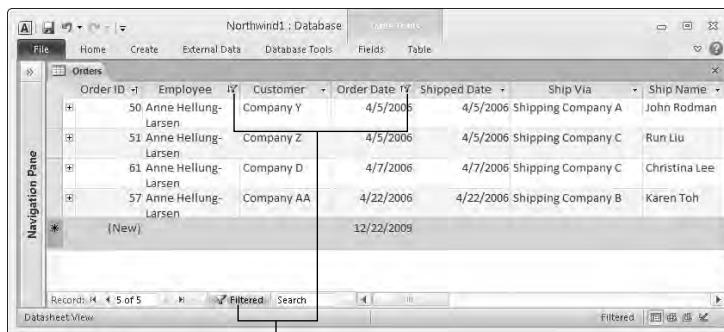 Northwind1 : Database
Table Tools
File Home Create External Data Database Tools Fields Table
Orders
Order ID Employee Customer Order Date Shipped Date Ship Via Ship Name
50 Anne Hellung- Company Y 4/5/2006 4/5/2006 Shipping Company A John Rodman
Larsen
51 Anne Hellung- Company Z 4/5/2006 4/5/2006 Shipping Company C Run Liu
Larsen
61 Anne Hellung- Company D 4/7/2006 4/7/2006 Shipping Company C Christina Lee
Larsen
57 Anne Hellung- Company AA 4/22/2006 4/22/2006 Shipping Company B Karen Toh
Larsen
* (New) 12/22/2009
Navigation Pane
Record: 5 of 5 Filtered Search
Datasheet View Filtered